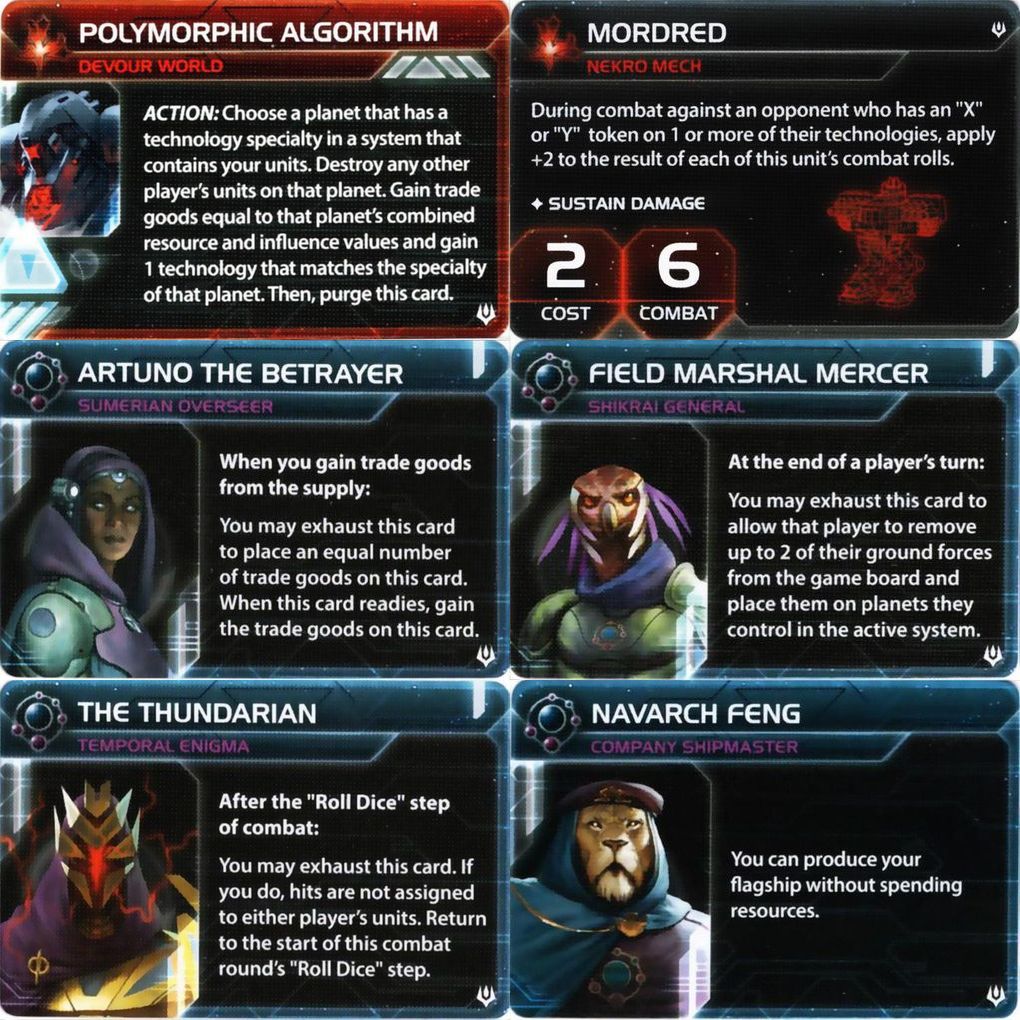 POLYMORPHIC ALGORITHM
DEVOUR WORLD
ACTION: Choose a planet that has a
technology specialty in a system that
contains your units. Destroy any other
player's units on that planet. Gain trade
goods equal to that planet's combined
resource and influence values and gain
1 technology that matches the specialty
of that planet. Then, purge this card.
MORDRED
NEKRO MECH
During combat against an opponent who has an "X"
or "Y" token on 1 or more of their technologies, apply
+2 to the result of each of this unit's combat rolls.
✦ SUSTAIN DAMAGE
2
COST
6
COMBAT
ARTUNO THE BETRAYER
SUMERIAN OVERSEER
When you gain trade goods
from the supply:
You may exhaust this card
to place an equal number
of trade goods on this card.
When this card readies, gain
the trade goods on this card.
FIELD MARSHAL MERCER
SHIKRAI GENERAL
At the end of a player's turn:
You may exhaust this card to
allow that player to remove
up to 2 of their ground forces
from the game board and
place them on planets they
control in the active system.
THE THUNDARIAN
TEMPORAL ENIGMA
After the "Roll Dice" step
of combat:
You may exhaust this card. If
you do, hits are not assigned
to either player's units. Return
to the start of this combat
round's "Roll Dice" step.
NAVARCH FENG
COMPANY SHIPMASTER
You can produce your
flagship without spending
resources.